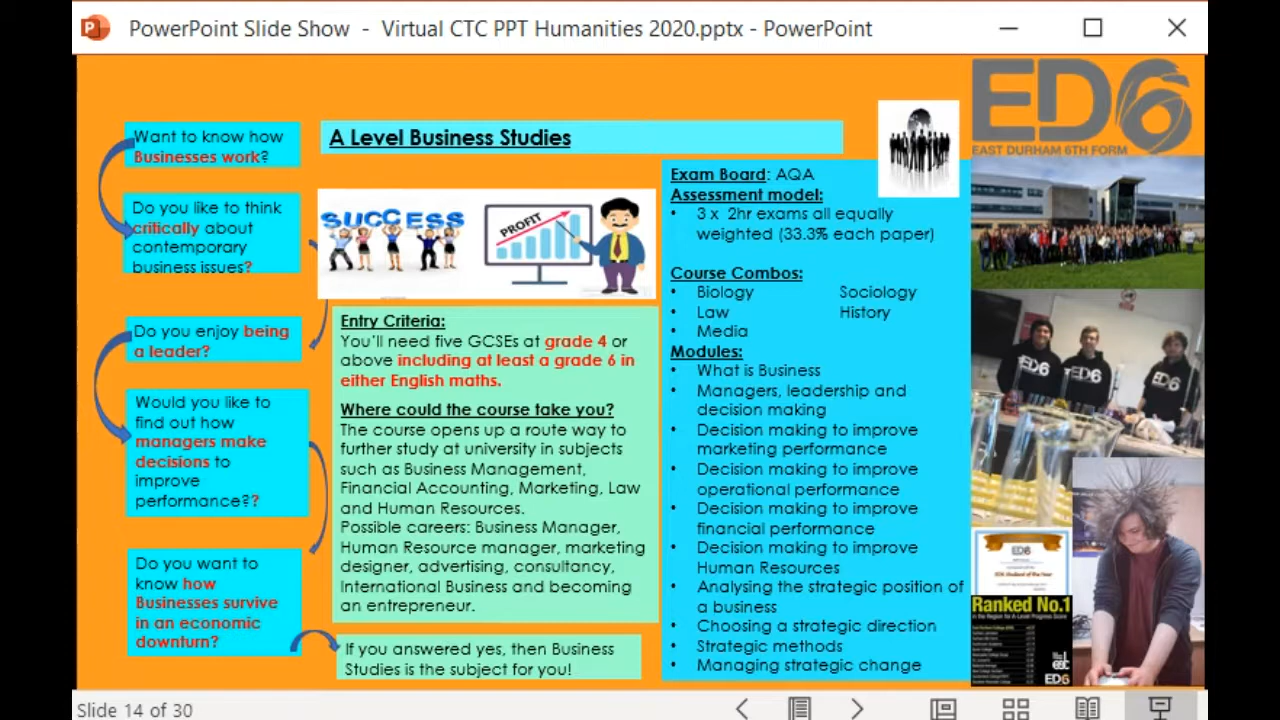 PowerPoint Slide Show - Virtual CTC PPT Humanities 2020.pptx - PowerPoint
ED6
EAST DURHAM 6TH FORM
A Level Business Studies
Want to know how
Businesses work?
Do you like to think
critically about
contemporary
business issues?
Do you enjoy being
a leader?
Would you like to
find out how
managers make
decisions to
improve
performance??
Do you want to
know how
Businesses survive
in an economic
downturn?
SUCCESS
PROFIT
Entry Criteria:
You'll need five GCSEs at grade 4 or
above including at least a grade 6 in
either English maths.
Where could the course take you?
The course opens up a route way to
further study at university in subjects
such as Business Management,
Financial Accounting, Marketing, Law
and Human Resources.
Possible careers: Business Manager,
Human Resource manager, marketing
designer, advertising, consultancy,
International Business and becoming
an entrepreneur.
If you answered yes, then Business
Studies is the subject for you!
Exam Board: AQA
Assessment model:
• 3 x 2hr exams all equally
weighted (33.3% each paper)
Course Combos:
• Biology Sociology
• Law History
• Media
Modules:
• What is Business
• Managers, leadership and
decision making
• Decision making to improve
marketing performance
• Decision making to improve
operational performance
• Decision making to improve
financial performance
• Decision making to improve
Human Resources
• Analysing the strategic position of
a business
• Choosing a strategic direction
• Strategic methods
• Managing strategic change
ED6
ED6
ED6
Ranked No.1
in the Region for A-Level Progress Score
ED6
Slide 14 of 30